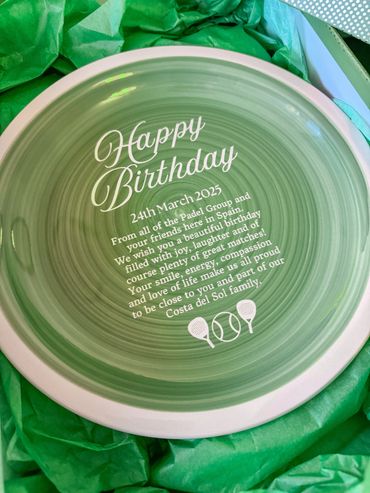 Happy
Birthday
24th March 2025
From all of the Padel Group and
your friends here in Spain!
We wish you a beautiful birthday
filled with joy, laughter and of
course plenty of great matches!
Your smile, energy, compassion
and love of life make us all proud
to be close to you and part of our
Costa del Sol family,